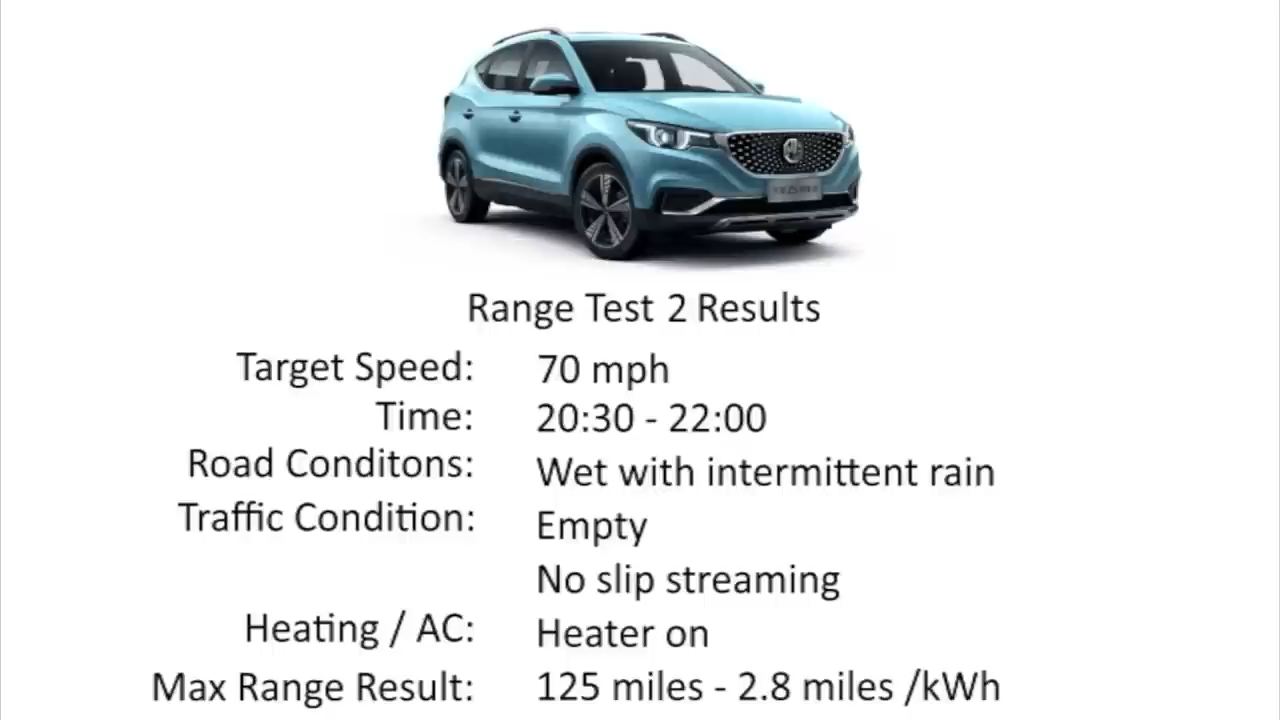 Range Test 2 Results
Target Speed: 70 mph
Time: 20:30 - 22:00
Road Conditons: Wet with intermittent rain
Traffic Condition: Empty
No slip streaming
Heating / AC: Heater on
Max Range Result: 125 miles - 2.8 miles /kWh